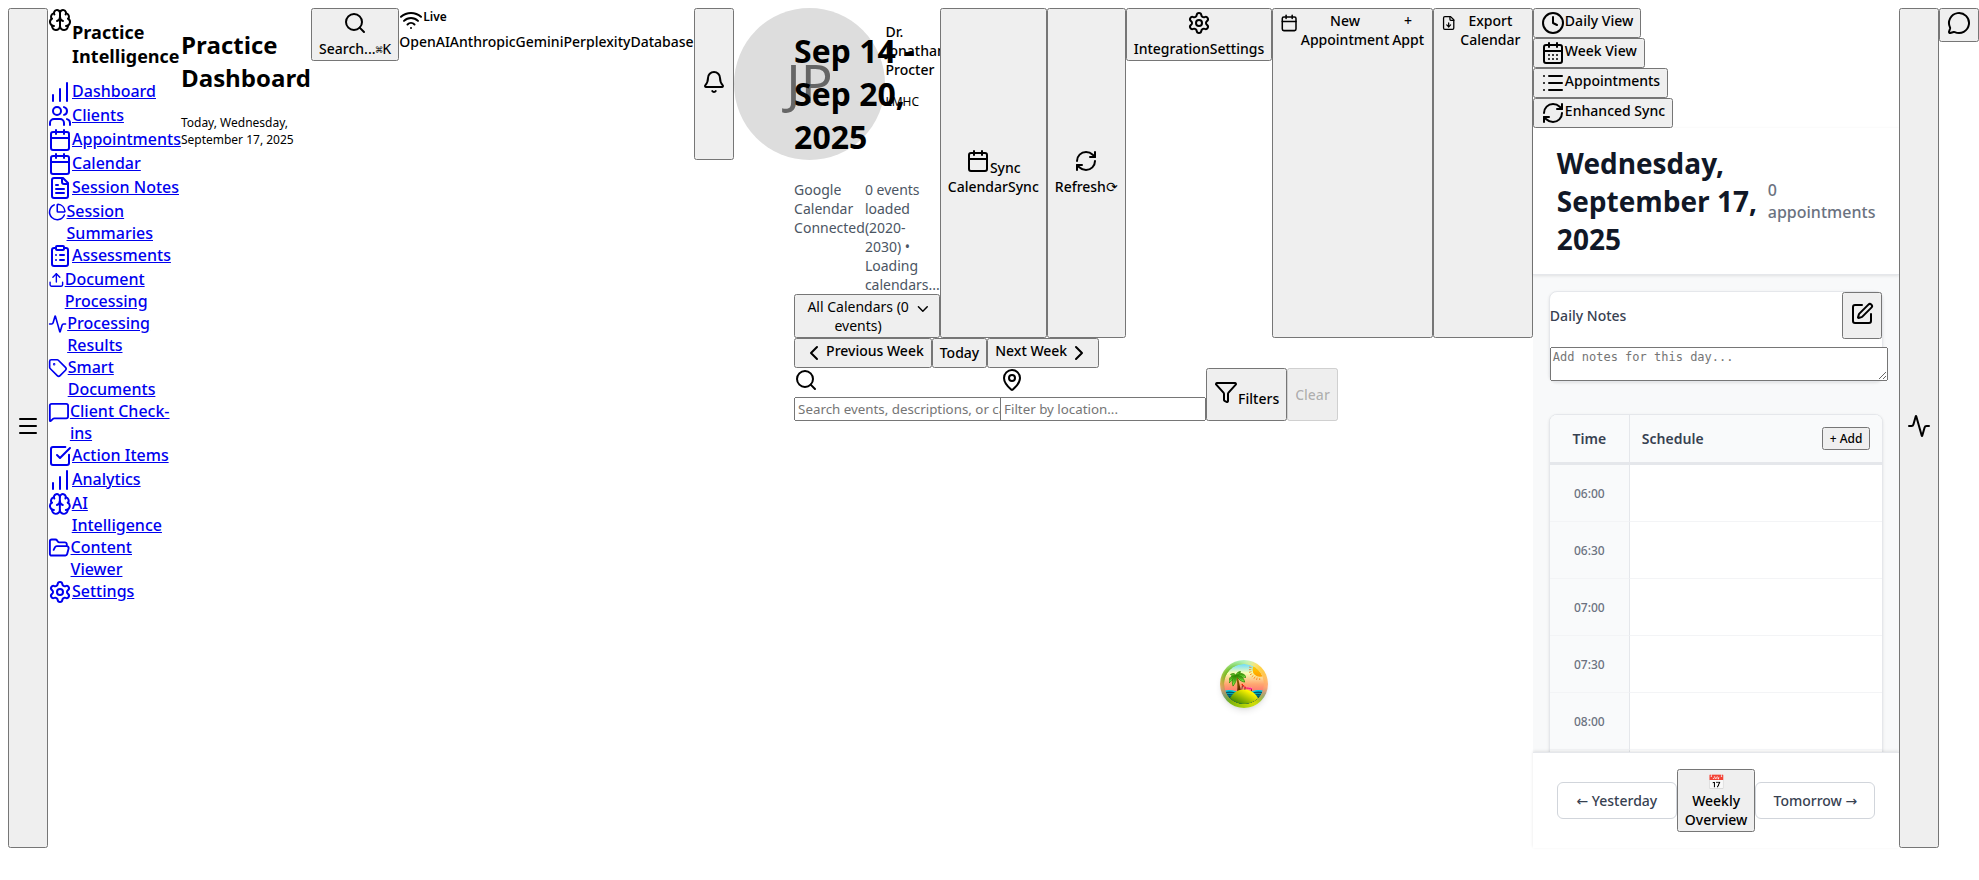 Practice
Intelligence
Dashboard
Clients
Appointments
Calendar
Session Notes
Session
Summaries
Assessments
Document
Processing
Processing
Results
Smart
Documents
Client Check-
ins
Action Items
Analytics
AI
Intelligence
Content
Viewer
Settings
Practice
Dashboard
Today, Wednesday,
September 17, 2025
Search...⌘K
Live
OpenAIAnthropicGeminiPerplexityDatabase
JP
Dr.
Jonathan
Procter
LMHC
Sep 14 -
Sep 20,
2025
Google
Calendar
Connected
0 events
loaded
(2020-
2030) •
Loading
calendars...
All Calendars (0
events)
Sync
CalendarSync
Refresh⟳
IntegrationSettings
New
Appointment
+
Appt
Export
Calendar
Previous Week
Today
Next Week
Search events, descriptions, or c
Filter by location...
Filters
Clear
Daily View
Week View
Appointments
Enhanced Sync
Wednesday,
September 17,
2025
0
appointments
Daily Notes
Add notes for this day...
Time
Schedule
+ Add
06:00
06:30
07:00
07:30
08:00
← Yesterday
📅
Weekly
Overview
Tomorrow →